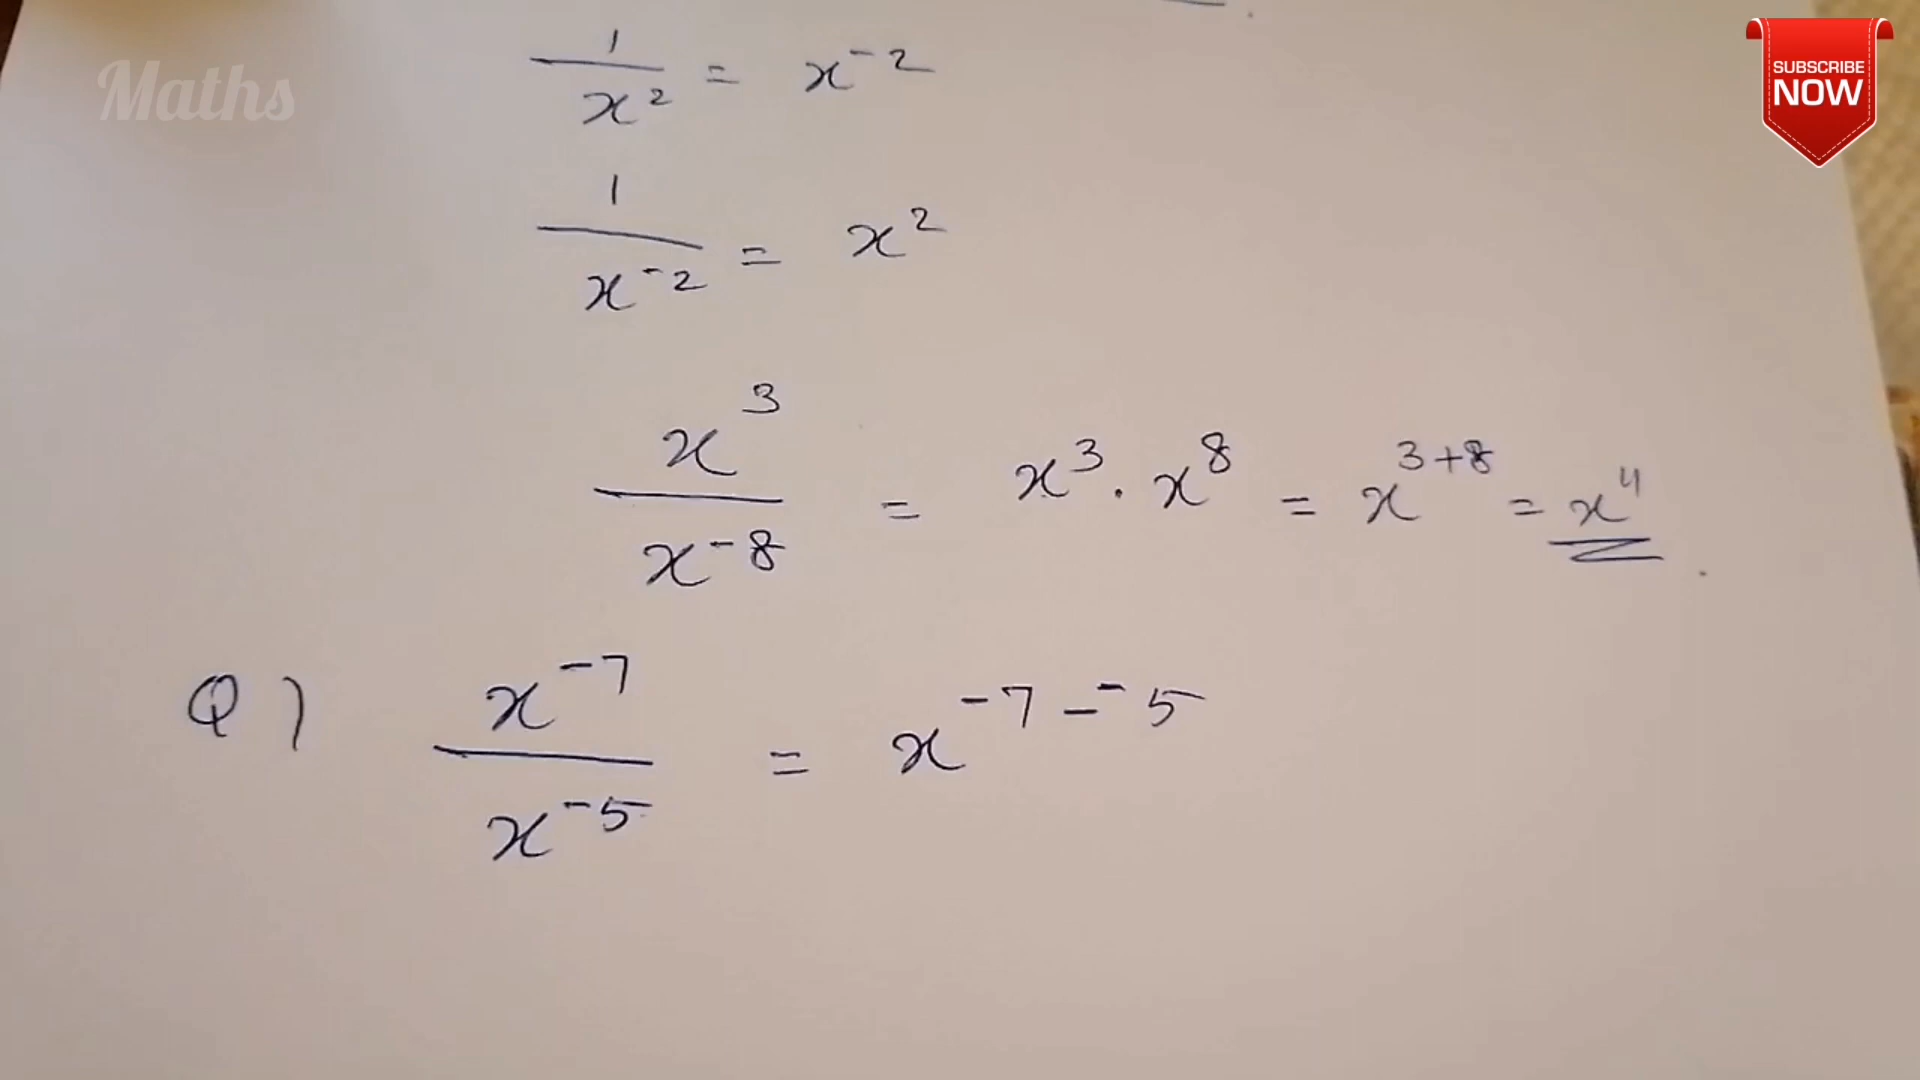 Maths
SUBSCRIBE
NOW
1/x² = x⁻²
1/x⁻² = x²
x³/x⁻⁸ = x³ · x⁸ = x³⁺⁸ = x¹¹
Q) x⁻⁷/x⁻⁵ = x⁻⁷⁻⁻⁵